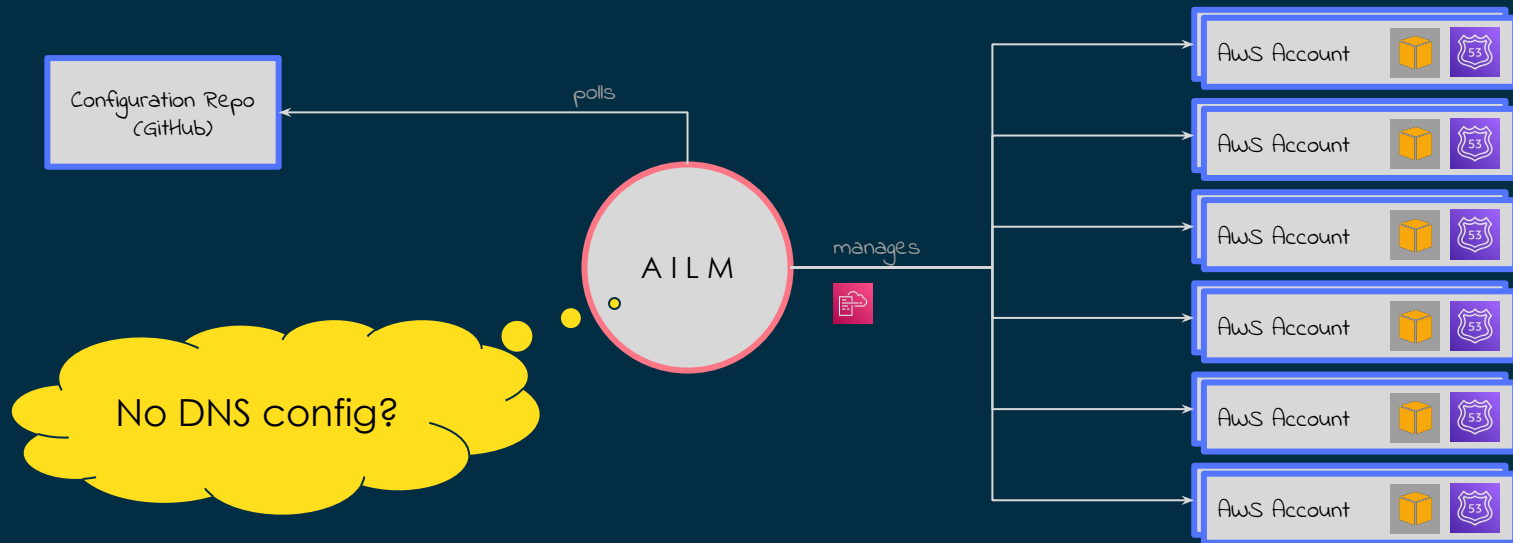 Configuration Repo
(GitHub)
polls
AILM
manages
No DNS config?
AWS Account
53
AWS Account
53
AWS Account
53
AWS Account
53
AWS Account
53
AWS Account
53